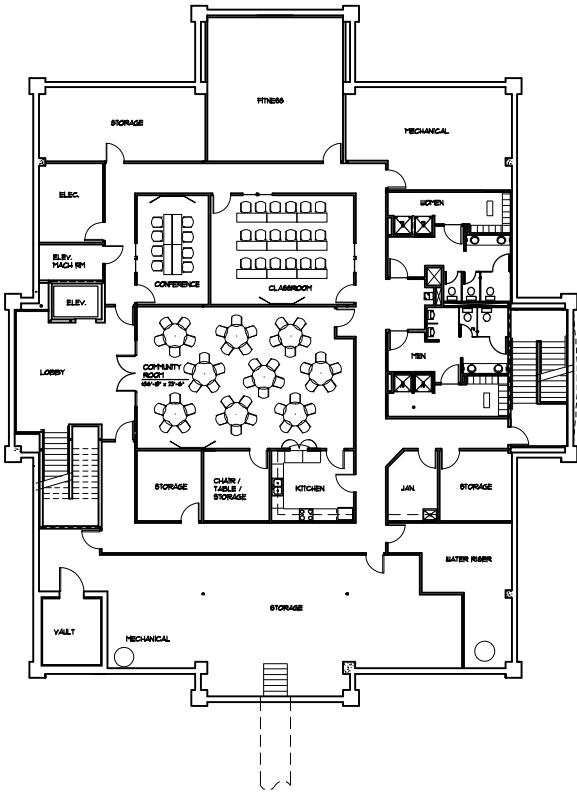 FITNESS
STORAGE
MECHANICAL
ELEC.
WOMEN
ELEV.
MACH RM
CONFERENCE
CLASSROOM
ELEV.
LOBBY
COMMUNITY
ROOM
MEN
STORAGE
CHAIR /
TABLE /
STORAGE
KITCHEN
JAN.
STORAGE
WATER RISER
STORAGE
VAULT
MECHANICAL